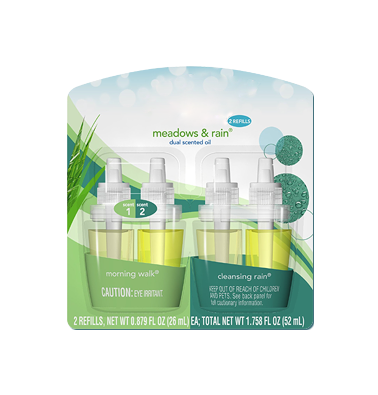 2 REFILLS
meadows & rain®
dual scented oil
scent 1 scent 2
morning walk®
cleansing rain®
CAUTION: EYE IRRITANT
KEEP OUT OF REACH OF CHILDREN
AND PETS. See back panel for
cautionary information.
2 REFILLS, NET WT 0.879 FL OZ (26 mL) EA; TOTAL NET WT 1.758 FL OZ (52 mL)